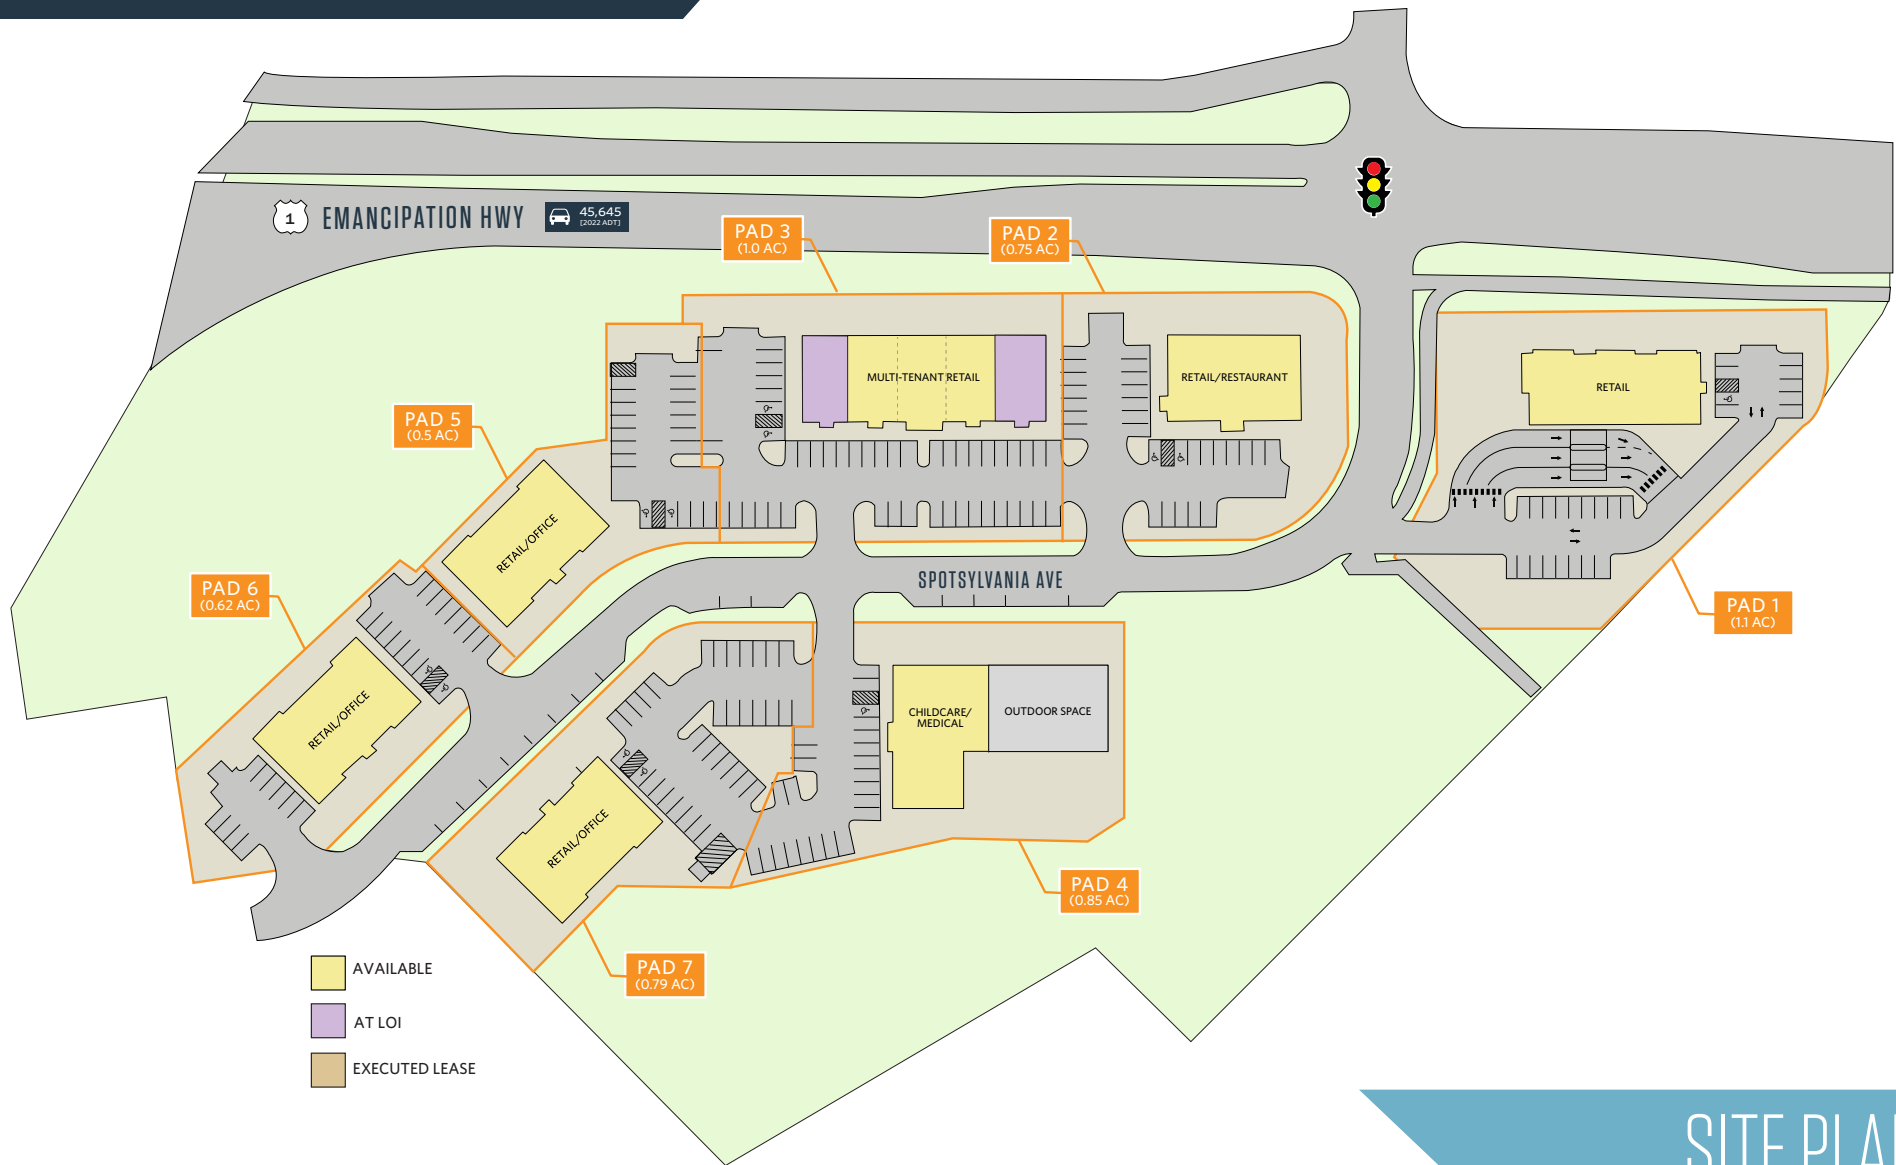 1
EMANCIPATION HWY
45,645
[2022 ADT]
PAD 3
(1.0 AC)
PAD 2
(0.75 AC)
MULTI-TENANT RETAIL
RETAIL/RESTAURANT
RETAIL
PAD 5
(0.5 AC)
RETAIL/OFFICE
PAD 6
(0.62 AC)
SPOTSYLVANIA AVE
PAD 1
(1.1 AC)
RETAIL/OFFICE
CHILDCARE/
MEDICAL
OUTDOOR SPACE
RETAIL/OFFICE
PAD 4
(0.85 AC)
PAD 7
(0.79 AC)
AVAILABLE
AT LOI
EXECUTED LEASE
SITE PLA